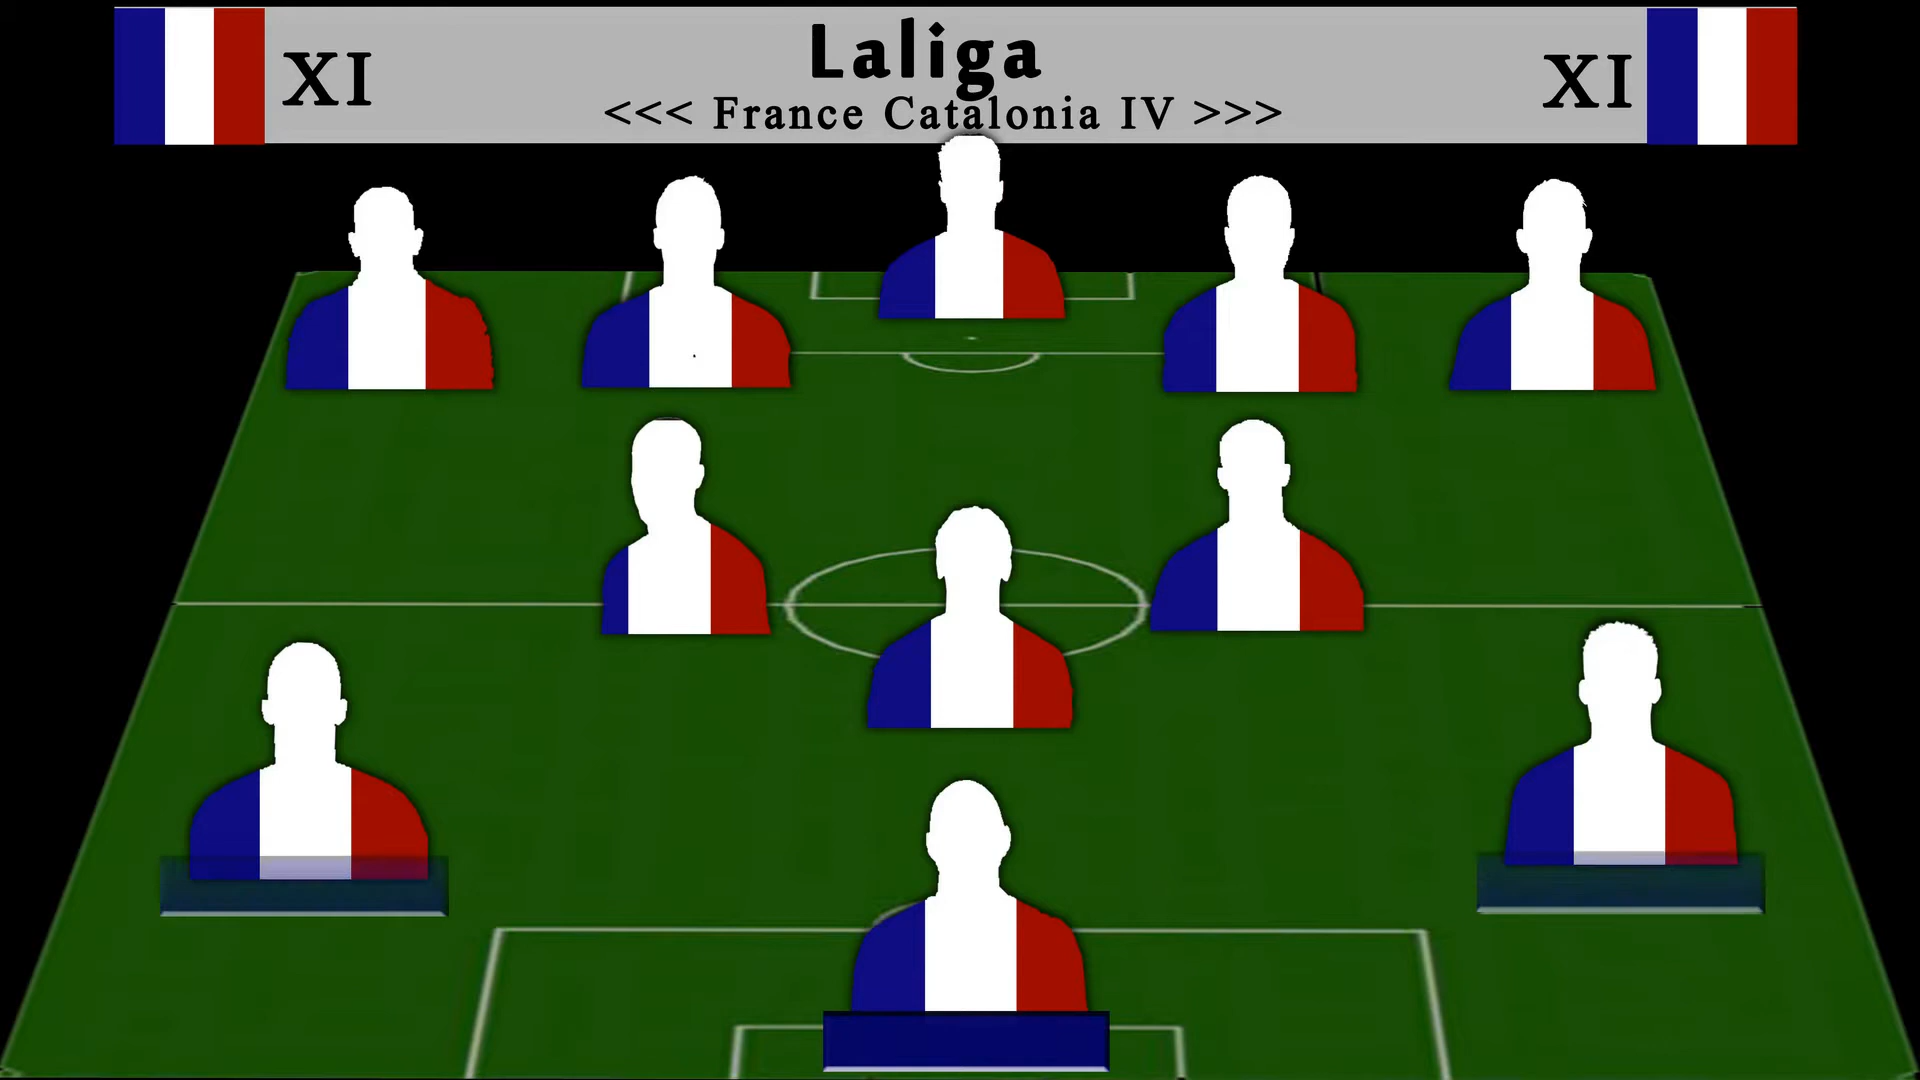 XI
Laliga
XI
<<< France Catalonia IV >>>